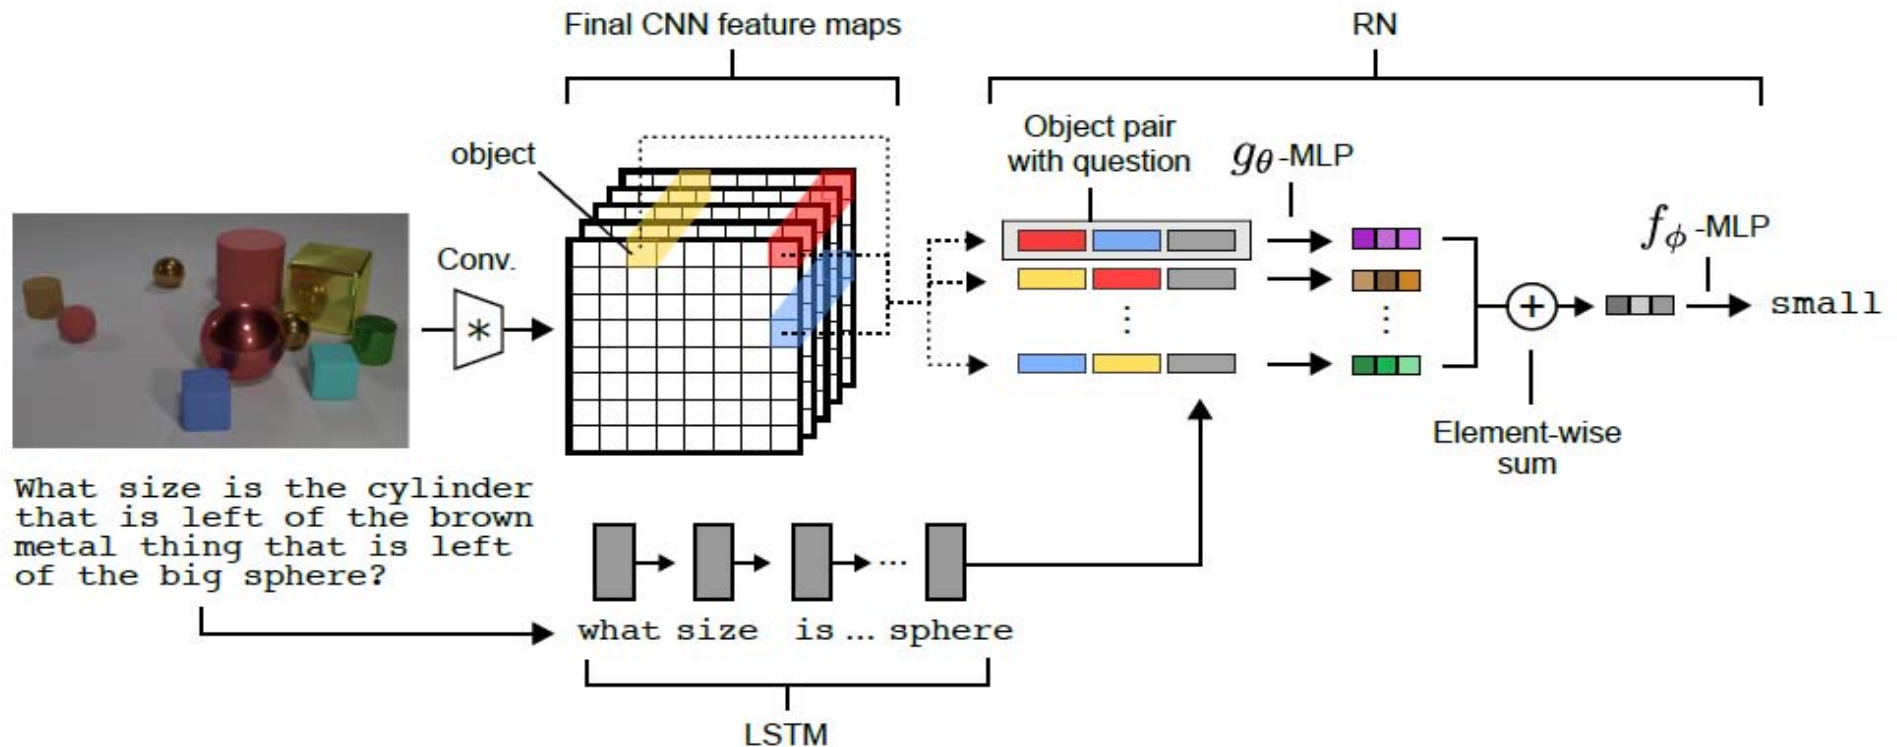 Final CNN feature maps
RN
object
Object pair
with question
gθ-MLP
fϕ-MLP
Conv.
*
+
small
Element-wise
sum
What size is the cylinder
that is left of the brown
metal thing that is left
of the big sphere?
what size is ... sphere
LSTM